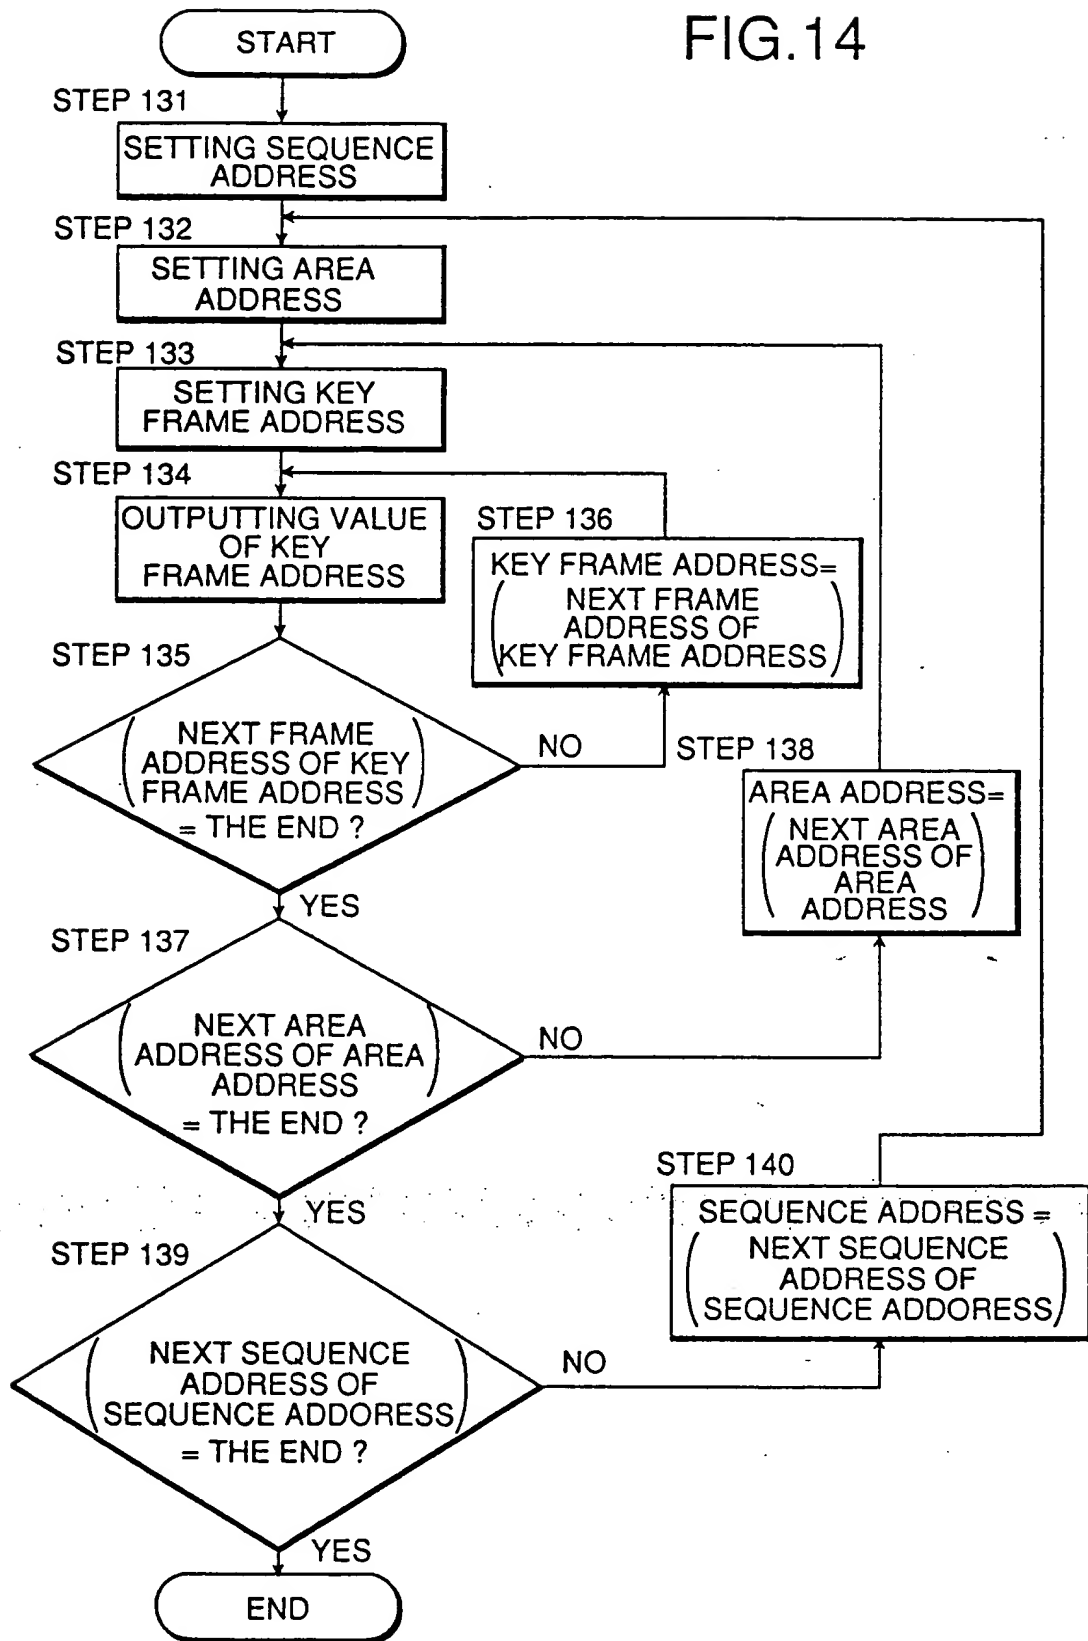 FIG.14
START
STEP 131
SETTING SEQUENCE
ADDRESS
STEP 132
SETTING AREA
ADDRESS
STEP 133
SETTING KEY
FRAME ADDRESS
STEP 134
OUTPUTTING VALUE
OF KEY
FRAME ADDRESS
STEP 136
KEY FRAME ADDRESS=
(NEXT FRAME
ADDRESS OF
KEY FRAME ADDRESS)
STEP 135
(NEXT FRAME
ADDRESS OF KEY
FRAME ADDRESS)
= THE END ?
NO
YES
STEP 138
AREA ADDRESS=
(NEXT AREA
ADDRESS OF
AREA
ADDRESS)
STEP 137
(NEXT AREA
ADDRESS OF AREA
ADDRESS)
= THE END ?
NO
YES
STEP 140
SEQUENCE ADDRESS =
(NEXT SEQUENCE
ADDRESS OF
SEQUENCE ADDORESS)
STEP 139
(NEXT SEQUENCE
ADDRESS OF
SEQUENCE ADDORESS)
= THE END ?
NO
YES
END